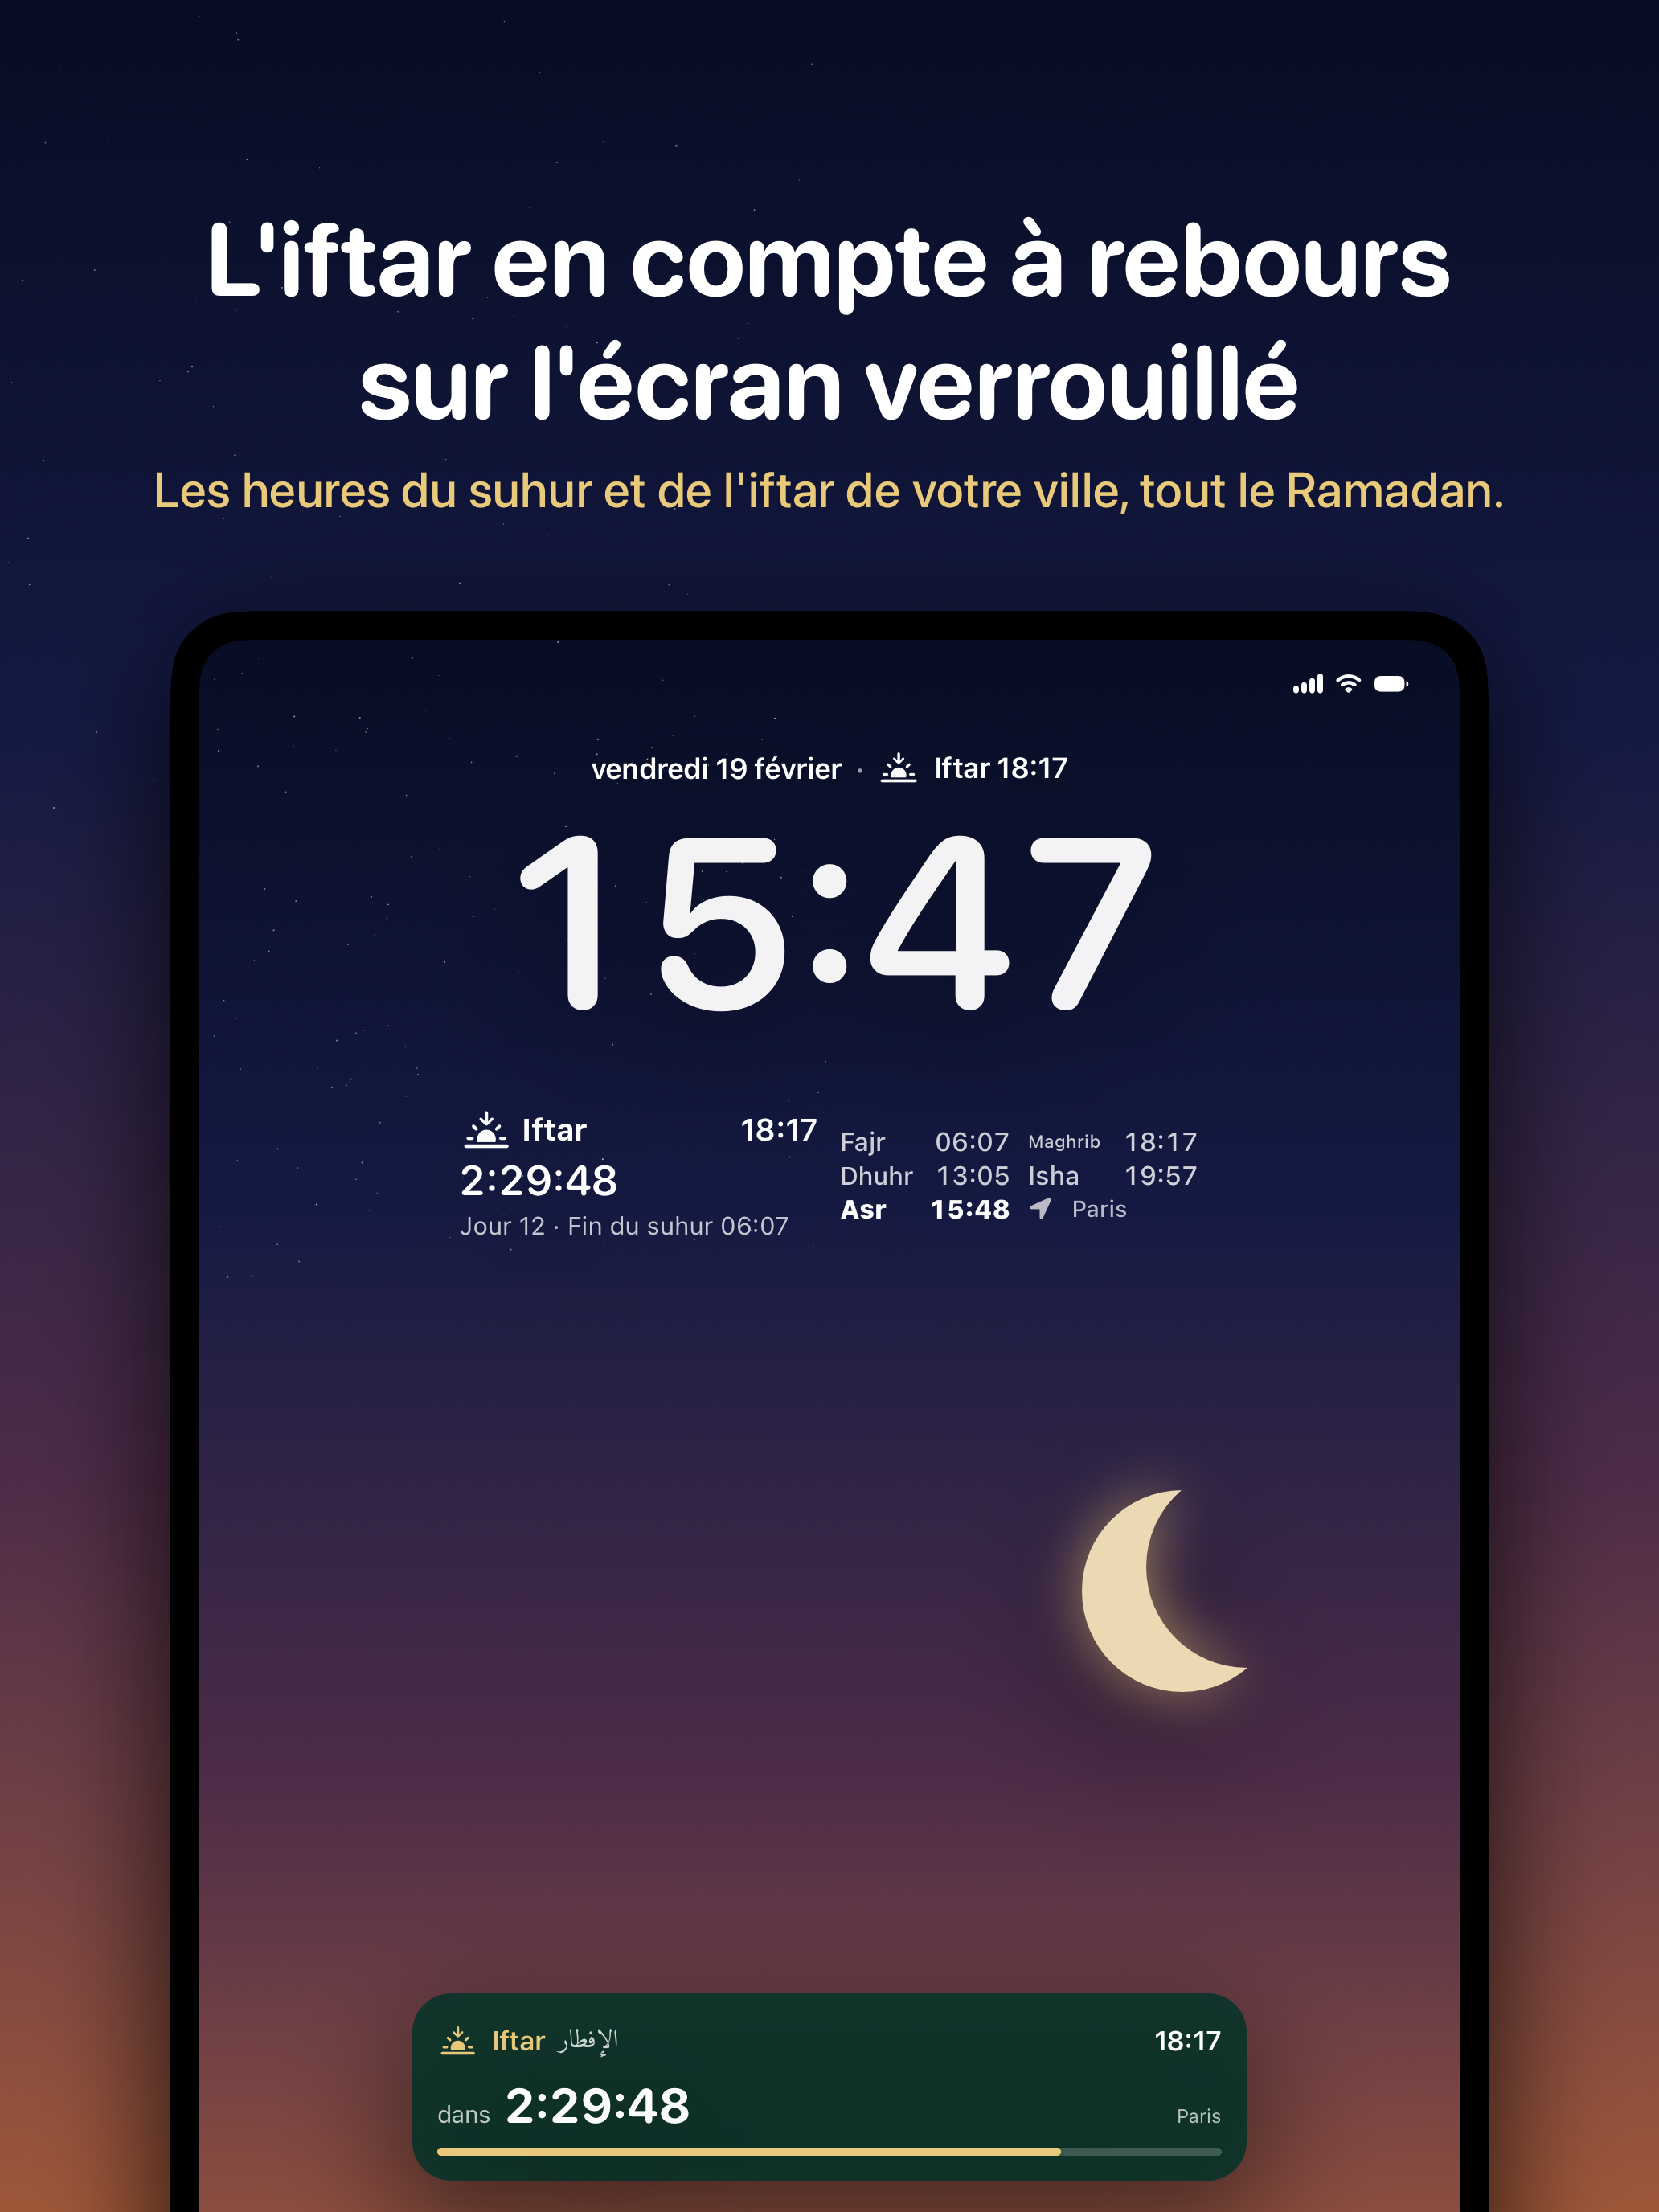 L'iftar en compte à rebours
sur l'écran verrouillé
Les heures du suhur et de l'iftar de votre ville, tout le Ramadan.
vendredi 19 février · Iftar 18:17
15:47
Iftar 18:17
2:29:48
Jour 12 · Fin du suhur 06:07
Fajr 06:07 Maghrib 18:17
Dhuhr 13:05 Isha 19:57
Asr 15:48 Paris
Iftar الإفطار 18:17
dans 2:29:48 Paris